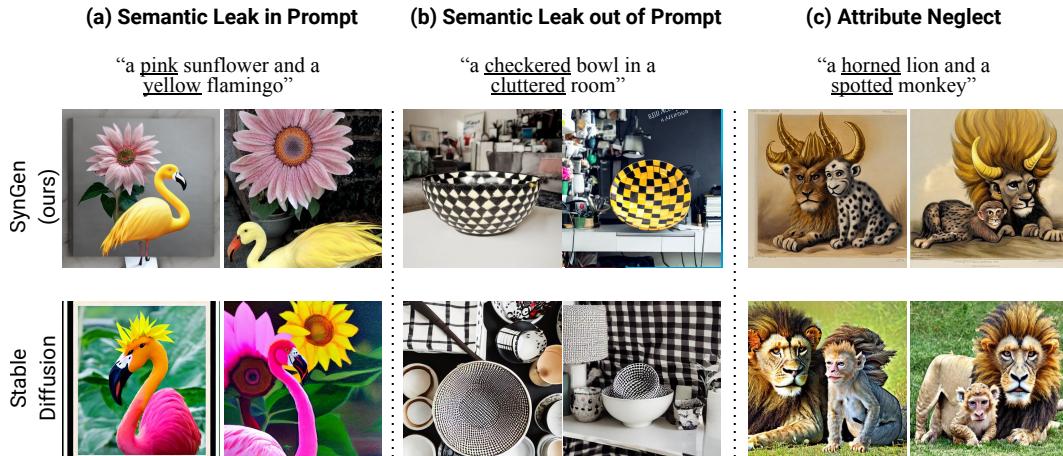 (a) Semantic Leak in Prompt
(b) Semantic Leak out of Prompt
(c) Attribute Neglect
“a pink sunflower and a
yellow flamingo”
“a checkered bowl in a
cluttered room”
“a horned lion and a
spotted monkey”
SynGen
(ours)
Stable
Diffusion